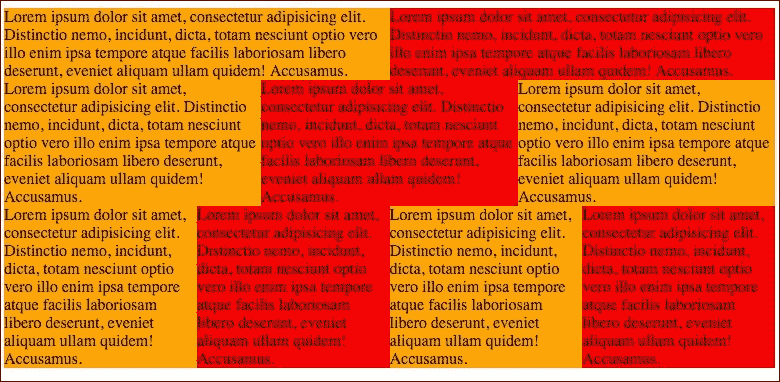 Lorem ipsum dolor sit amet, consectetur adipisicing elit.
Distinctio nemo, incidunt, dicta, totam nesciunt optio vero
illo enim ipsa tempore atque facilis laboriosam libero
deserunt, eveniet aliquam ullam quidem! Accusamus.
Lorem ipsum dolor sit amet, consectetur adipisicing elit.
Distinctio nemo, incidunt, dicta, totam nesciunt optio vero
illo enim ipsa tempore atque facilis laboriosam libero
deserunt, eveniet aliquam ullam quidem! Accusamus.
Lorem ipsum dolor sit amet,
consectetur adipisicing elit. Distinctio
nemo, incidunt, dicta, totam nesciunt
optio vero illo enim ipsa tempore atque
facilis laboriosam libero deserunt,
eveniet aliquam ullam quidem!
Accusamus.
Lorem ipsum dolor sit amet,
consectetur adipisicing elit. Distinctio
nemo, incidunt, dicta, totam nesciunt
optio vero illo enim ipsa tempore atque
facilis laboriosam libero deserunt,
eveniet aliquam ullam quidem!
Accusamus.
Lorem ipsum dolor sit amet,
consectetur adipisicing elit. Distinctio
nemo, incidunt, dicta, totam nesciunt
optio vero illo enim ipsa tempore atque
facilis laboriosam libero deserunt,
eveniet aliquam ullam quidem!
Accusamus.
Lorem ipsum dolor sit amet,
consectetur adipisicing elit.
Distinctio nemo, incidunt,
dicta, totam nesciunt optio
vero illo enim ipsa tempore
atque facilis laboriosam
libero deserunt, eveniet
aliquam ullam quidem!
Accusamus.
Lorem ipsum dolor sit amet,
consectetur adipisicing elit.
Distinctio nemo, incidunt,
dicta, totam nesciunt optio
vero illo enim ipsa tempore
atque facilis laboriosam
libero deserunt, eveniet
aliquam ullam quidem!
Accusamus.
Lorem ipsum dolor sit amet,
consectetur adipisicing elit.
Distinctio nemo, incidunt,
dicta, totam nesciunt optio
vero illo enim ipsa tempore
atque facilis laboriosam
libero deserunt, eveniet
aliquam ullam quidem!
Accusamus.
Lorem ipsum dolor sit amet,
consectetur adipisicing elit.
Distinctio nemo, incidunt,
dicta, totam nesciunt optio
vero illo enim ipsa tempore
atque facilis laboriosam
libero deserunt, eveniet
aliquam ullam quidem!
Accusamus.